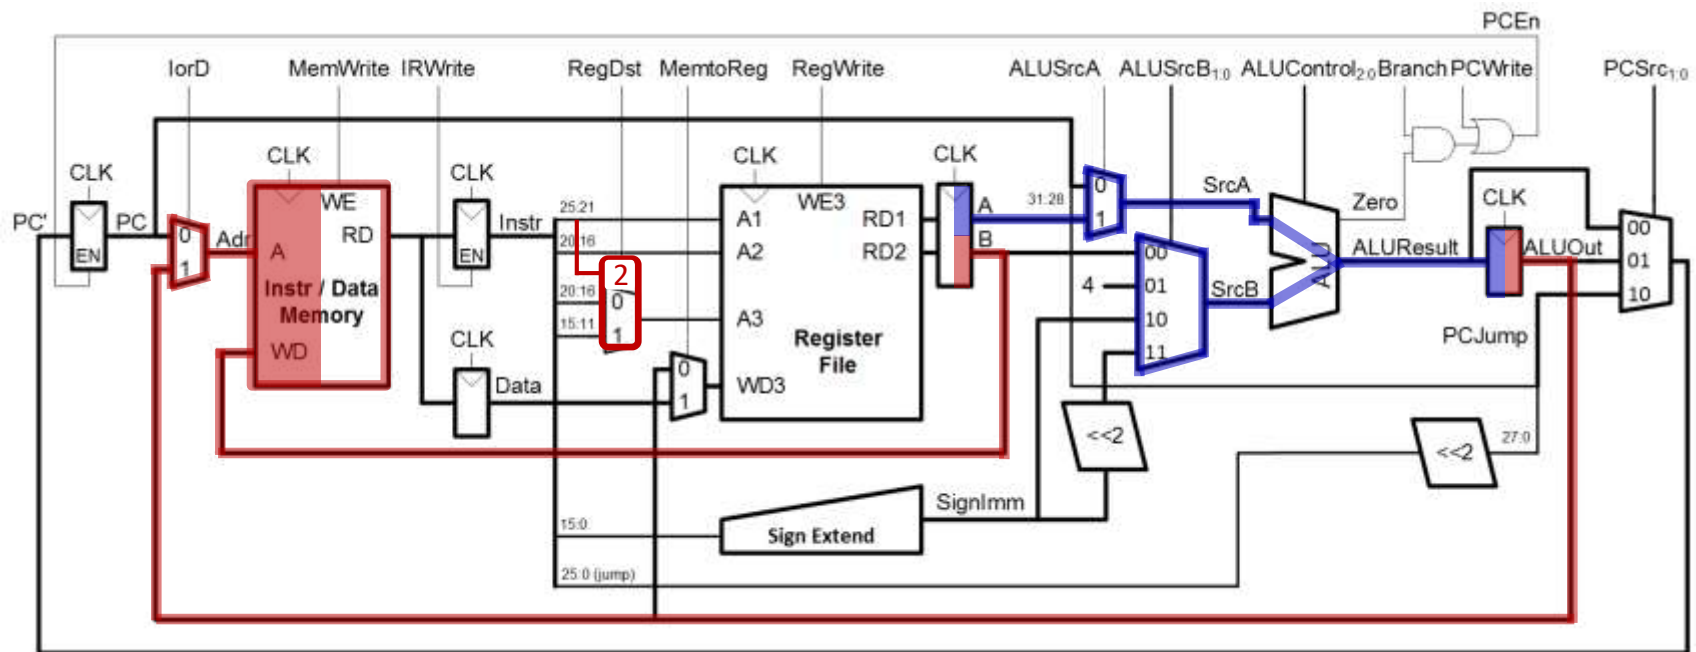 PCEn
IorD MemWrite IRWrite RegDst MemtoReg RegWrite ALUSrcA ALUSrcB1:0 ALUControl2:0 Branch PCWrite PCSrc1:0
CLK CLK CLK CLK CLK CLK
PC' PC EN
0 1 Adr
WE
A RD
Instr / Data
Memory
WD
EN Instr
CLK
Data
25:21
20:16
20:16
15:11
2
0
1
0
1
WE3
A1 RD1
A2 RD2
A3
Register
File
WD3
A
B
31:28
0
1
SrcA
00
4 01
10
11
SrcB
ALU
Zero
ALUResult
ALUOut
00
01
10
PCJump
<<2
<<2
27:0
SignImm
15:0
Sign Extend
25:0 (jump)